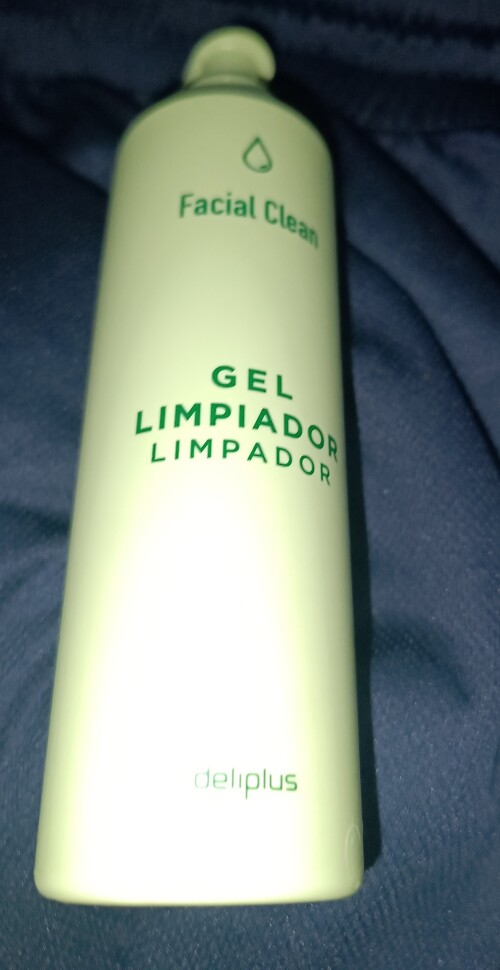 Facial Clean
GEL
LIMPIADOR
LIMPADOR
deliplus